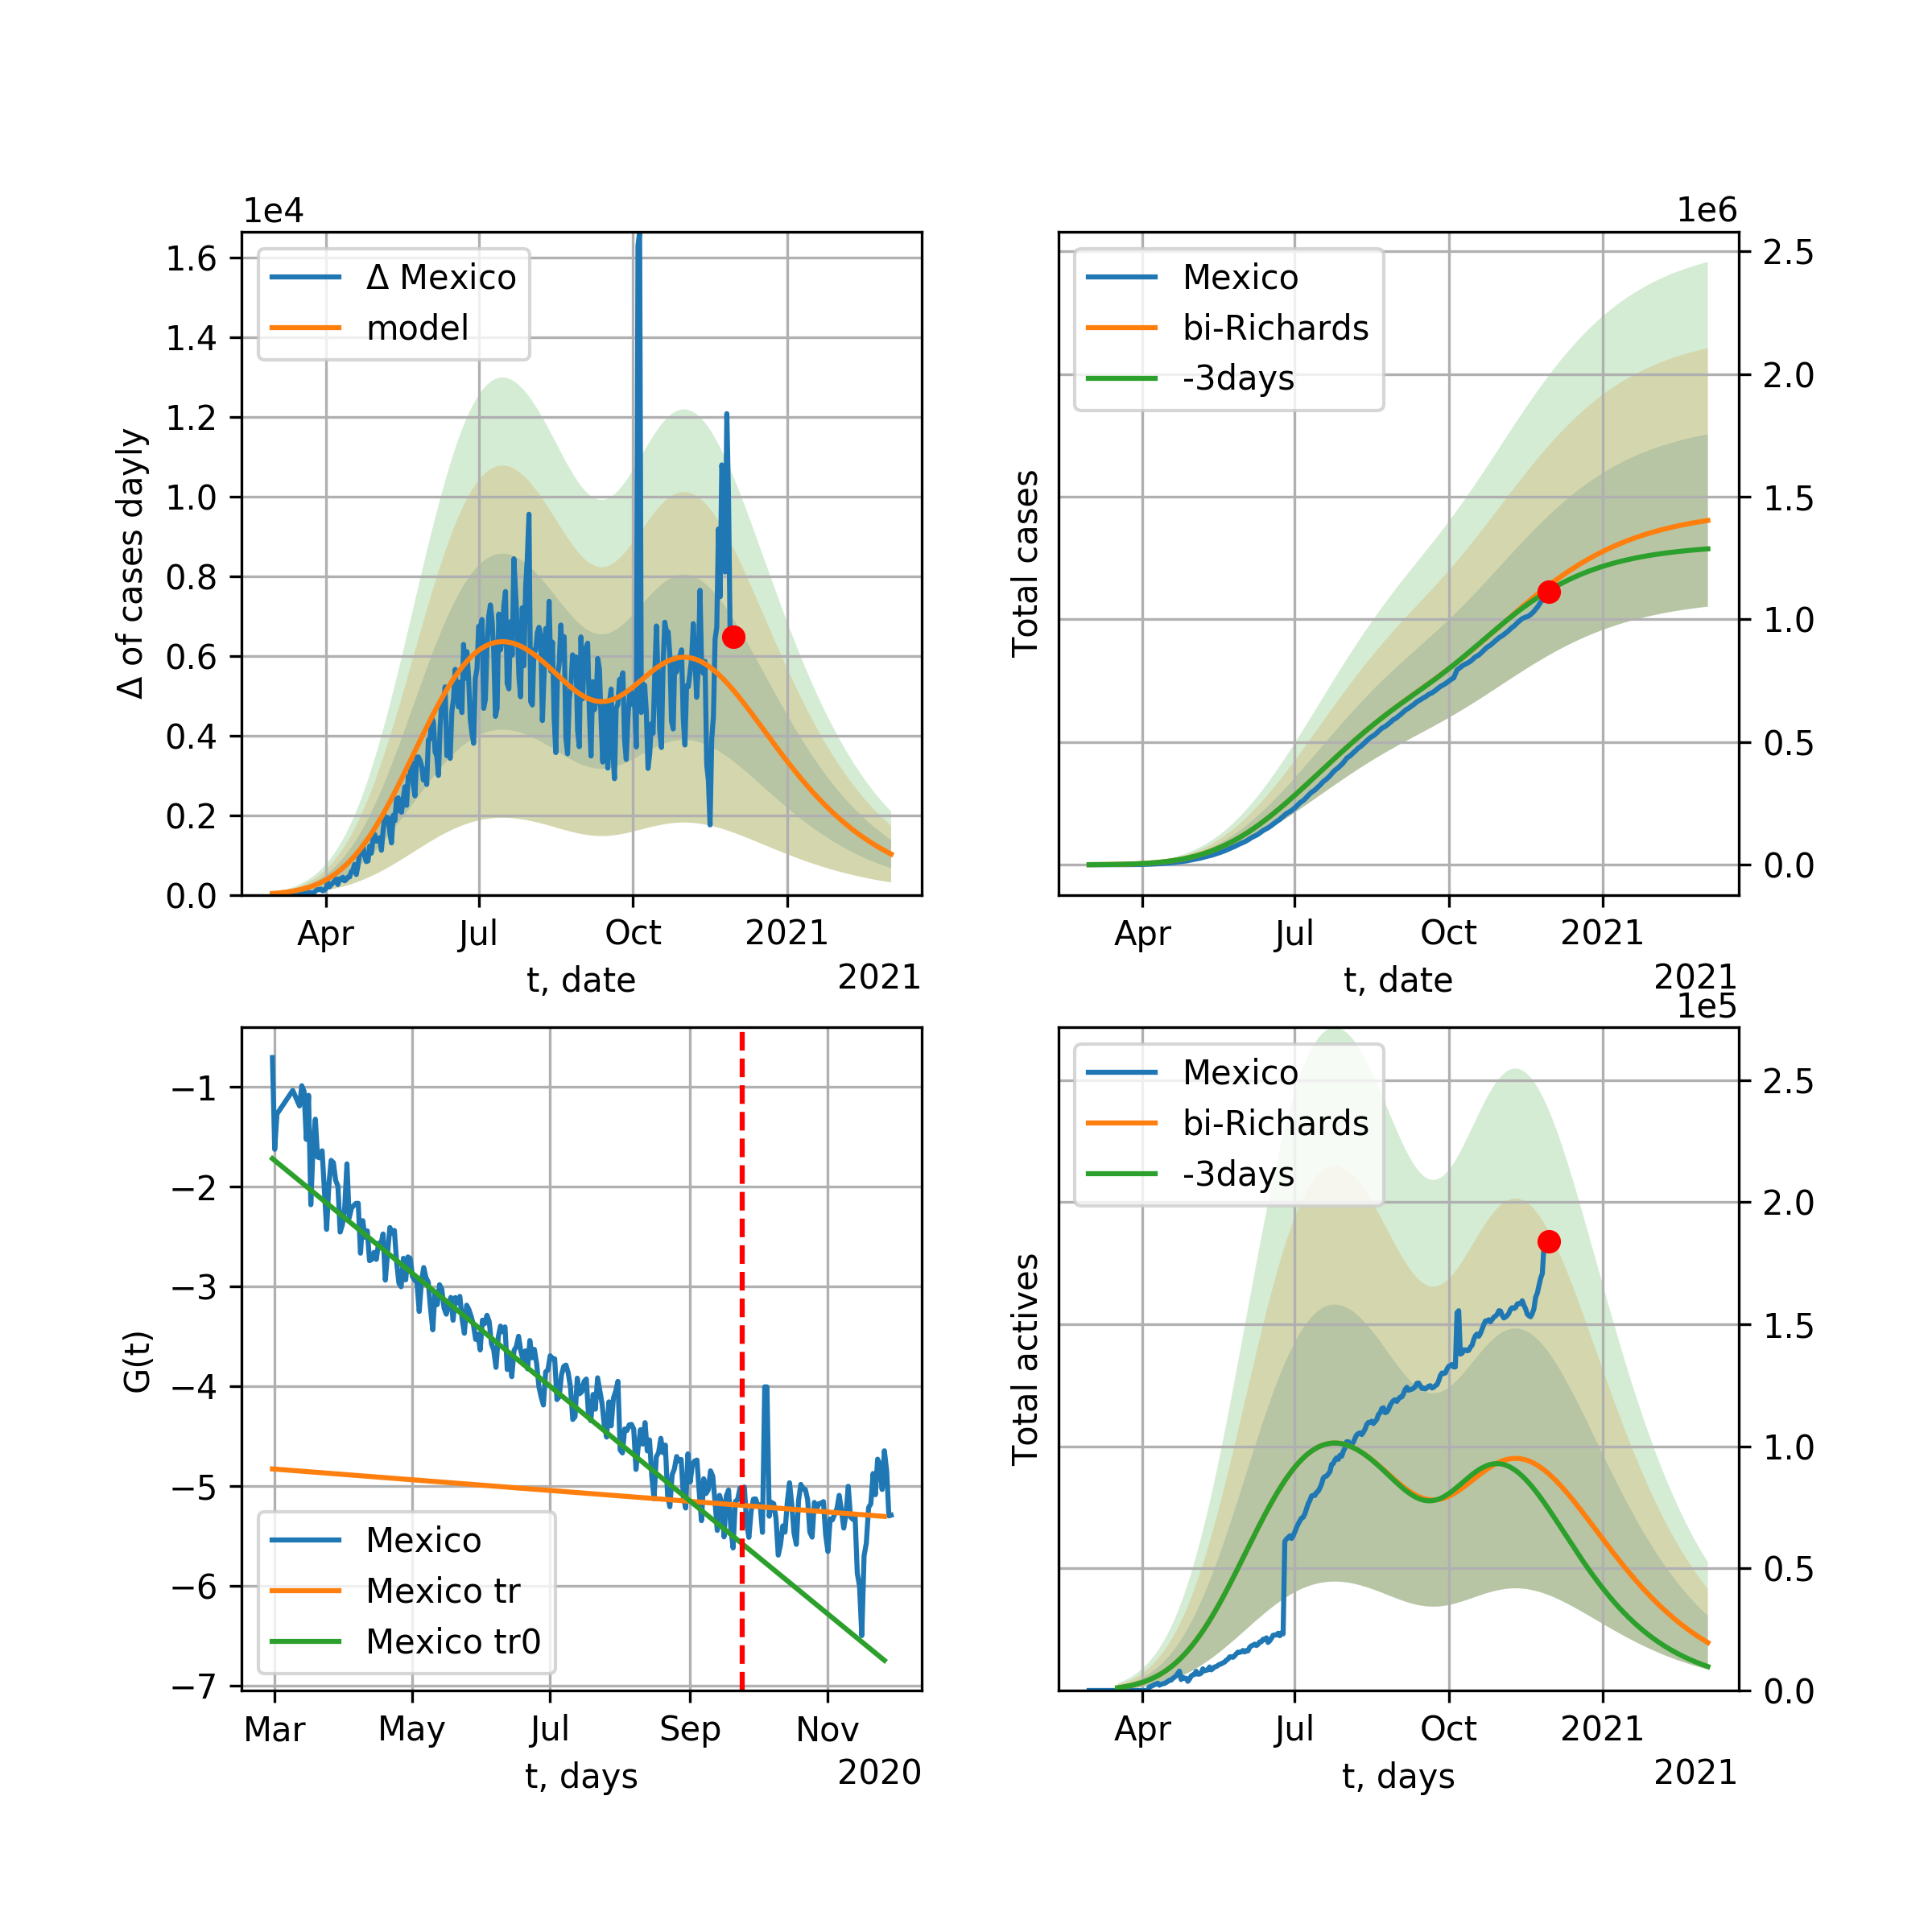 1e4
1.6
1.4
1.2
1.0
0.8
0.6
0.4
0.2
0.0
Δ of cases dayly
Δ Mexico
model
Apr Jul Oct 2021
t, date
2021
1e6
2.5
2.0
1.5
1.0
0.5
0.0
Total cases
Mexico
bi-Richards
-3days
Apr Jul Oct 2021
t, date
2021
−1
−2
−3
−4
−5
−6
−7
G(t)
Mexico
Mexico tr
Mexico tr0
Mar May Jul Sep Nov
t, days
2020
1e5
2.5
2.0
1.5
1.0
0.5
0.0
Total actives
Mexico
bi-Richards
-3days
Apr Jul Oct 2021
t, days
2021